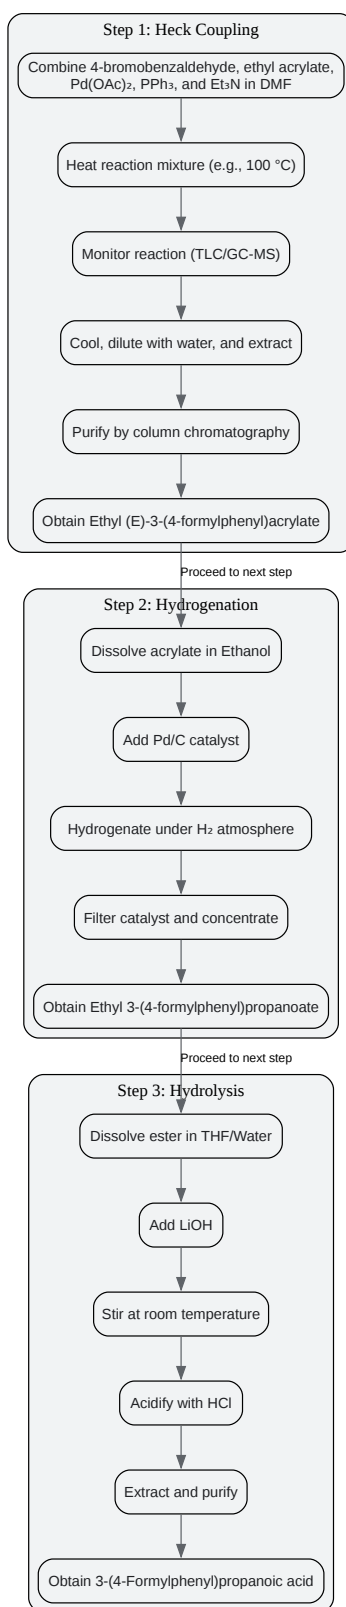 Step 1: Heck Coupling
Combine 4-bromobenzaldehyde, ethyl acrylate,
Pd(OAc)₂, PPh₃, and Et₃N in DMF
Heat reaction mixture (e.g., 100 °C)
Monitor reaction (TLC/GC-MS)
Cool, dilute with water, and extract
Purify by column chromatography
Obtain Ethyl (E)-3-(4-formylphenyl)acrylate
Proceed to next step
Step 2: Hydrogenation
Dissolve acrylate in Ethanol
Add Pd/C catalyst
Hydrogenate under H₂ atmosphere
Filter catalyst and concentrate
Obtain Ethyl 3-(4-formylphenyl)propanoate
Proceed to next step
Step 3: Hydrolysis
Dissolve ester in THF/Water
Add LiOH
Stir at room temperature
Acidify with HCl
Extract and purify
Obtain 3-(4-Formylphenyl)propanoic acid